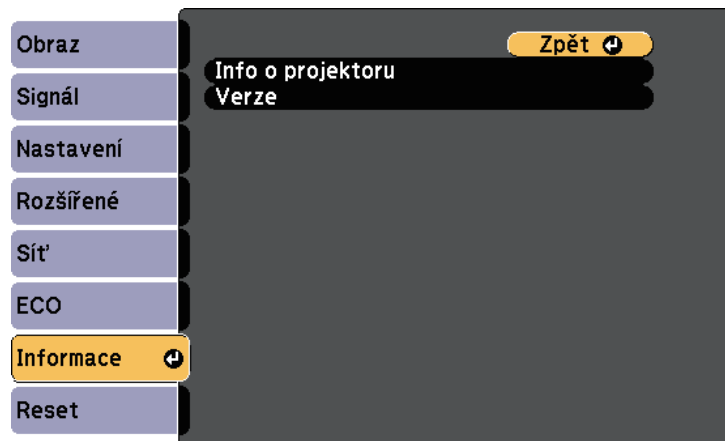 Obraz
Signál
Nastavení
Rozšířené
Síť
ECO
Informace
Reset
Zpět
Info o projektoru
Verze